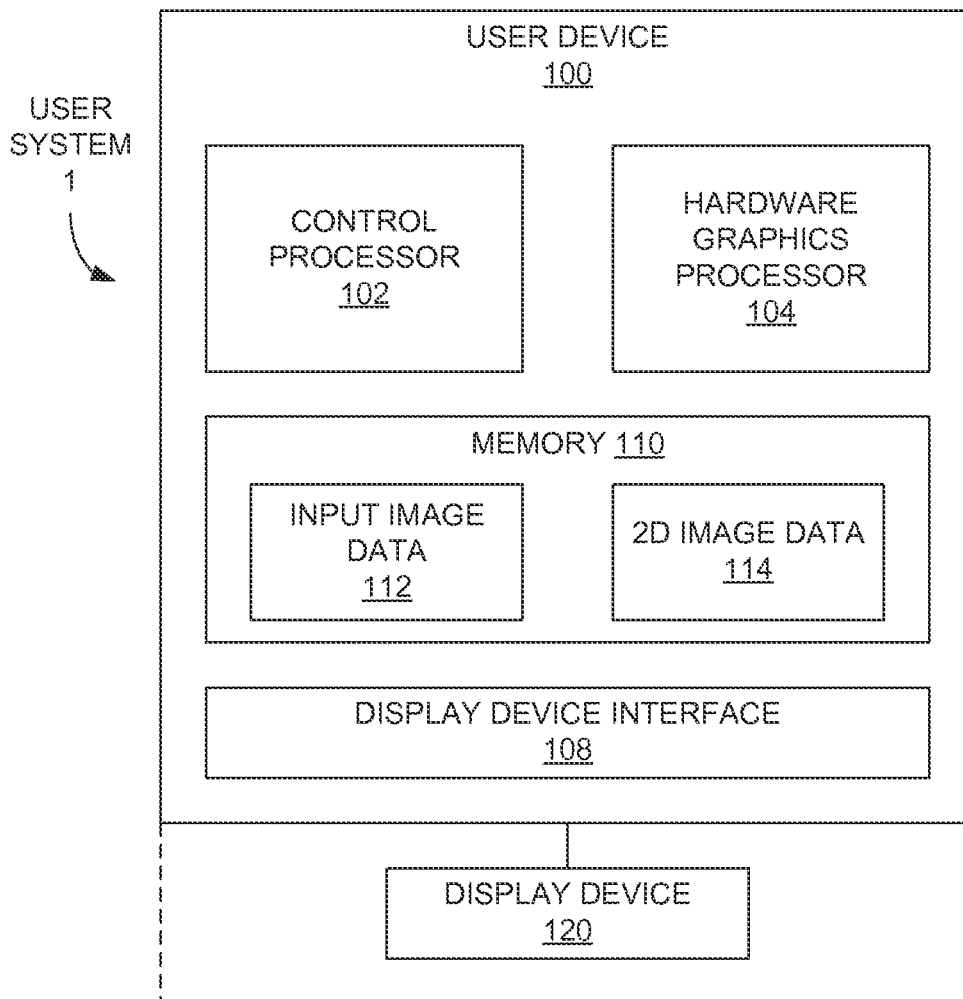 USER DEVICE
100
USER
SYSTEM
1
CONTROL
PROCESSOR
102
HARDWARE
GRAPHICS
PROCESSOR
104
MEMORY 110
INPUT IMAGE
DATA
112
2D IMAGE DATA
114
DISPLAY DEVICE INTERFACE
108
DISPLAY DEVICE
120